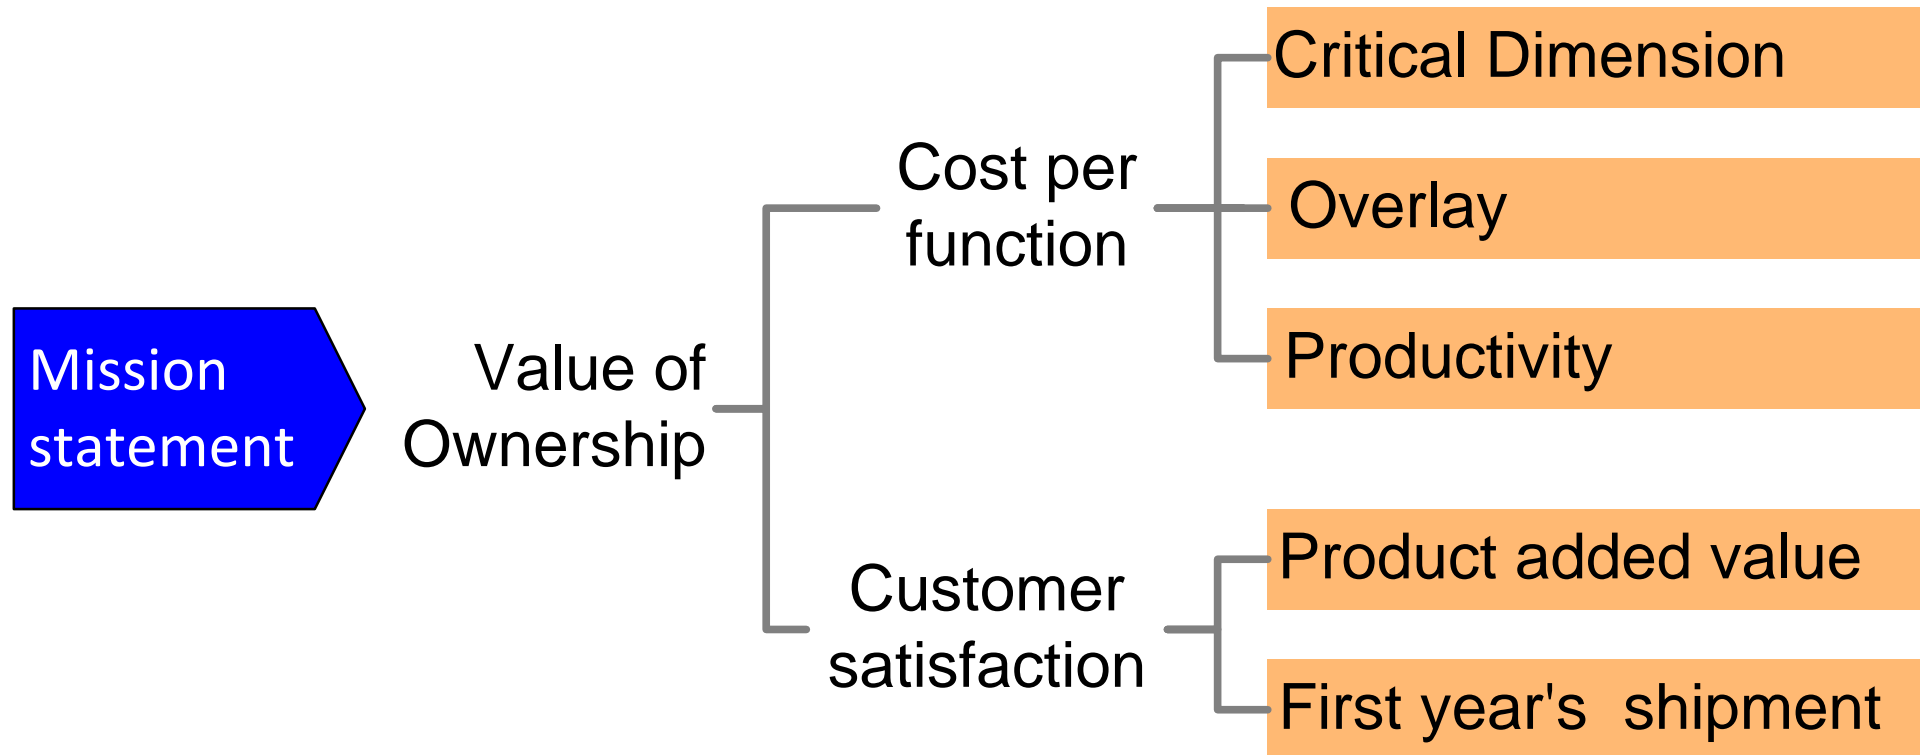 Mission
statement
Value of
Ownership
Cost per
function
Critical Dimension
Overlay
Productivity
Customer
satisfaction
Product added value
First year's  shipment